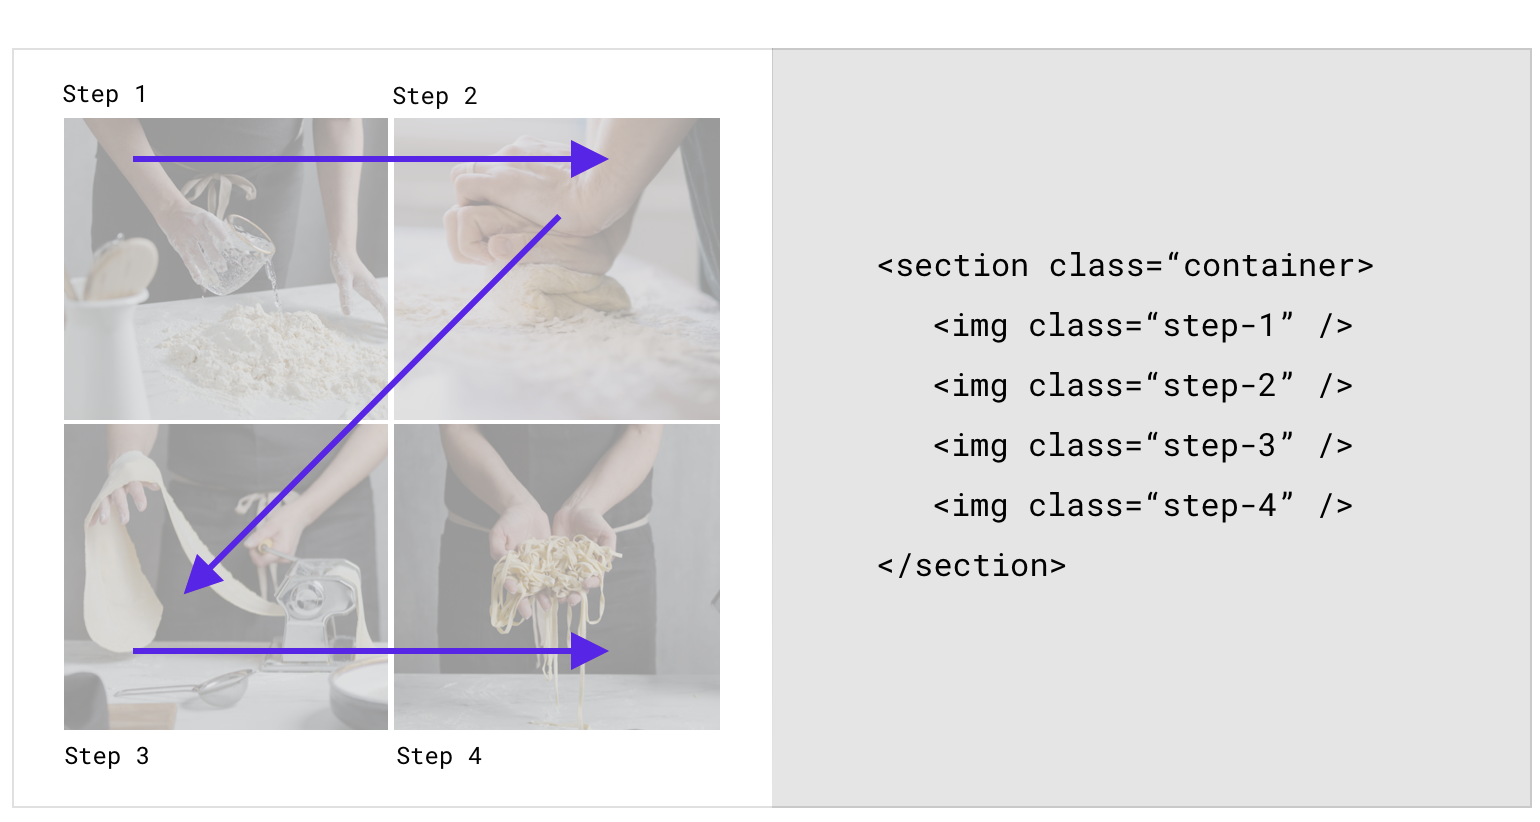 Step 1
Step 2
Step 3
Step 4
<section class=“container>
<img class=“step-1” />
<img class=“step-2” />
<img class=“step-3” />
<img class=“step-4” />
</section>